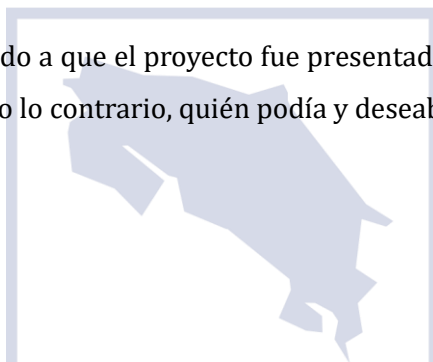 do a que el proyecto fue presentad
o lo contrario, quién podía y deseab